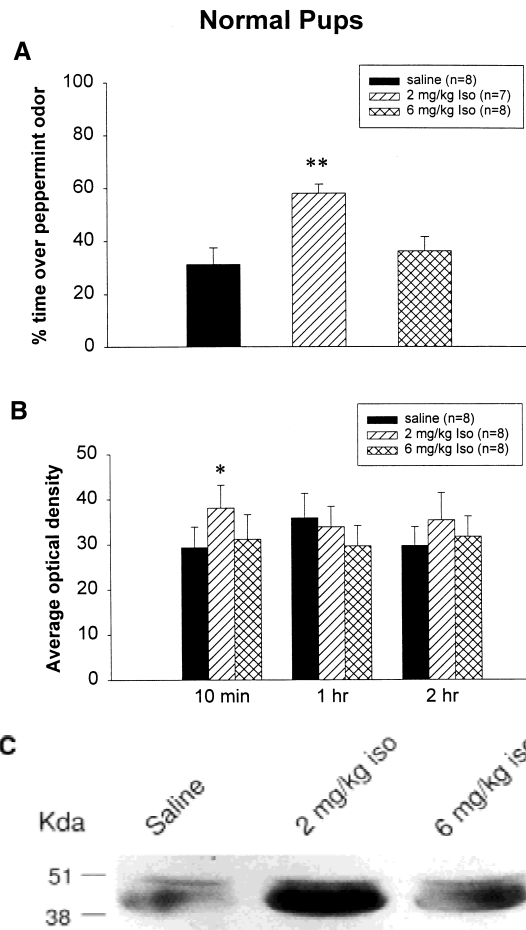 Normal Pups
A
% time over peppermint odor
100
80
60
40
20
0
saline (n=8)
2 mg/kg Iso (n=7)
6 mg/kg Iso (n=8)
**
B
Average optical density
50
40
30
20
10
0
saline (n=8)
2 mg/kg Iso (n=8)
6 mg/kg Iso (n=8)
*
10 min 1 hr 2 hr
C
Kda Saline 2 mg/kg iso 6 mg/kg iso
51
38